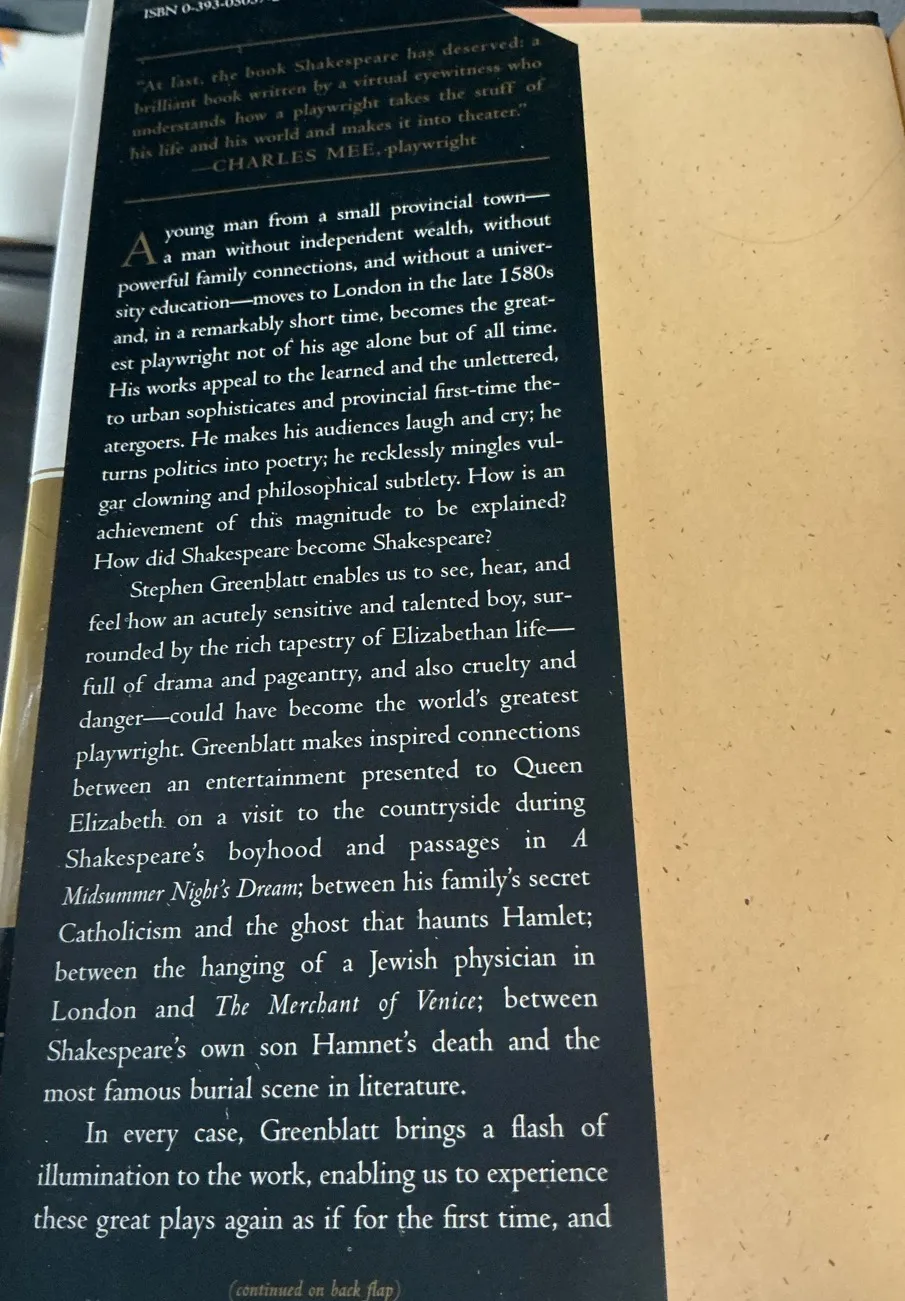 ISBN 0-393-0505
"At last, the book Shakespeare has deserved: a
brilliant book written by a virtual eyewitness who
understands how a playwright takes the stuff of
his life and his world and makes it into theater."
—CHARLES MEE, playwright
A young man from a small provincial town—
a man without independent wealth, without
powerful family connections, and without a univer-
sity education—moves to London in the late 1580s
and, in a remarkably short time, becomes the great-
est playwright not of his age alone but of all time.
His works appeal to the learned and the unlettered,
to urban sophisticates and provincial first-time the-
atergoers. He makes his audiences laugh and cry; he
turns politics into poetry; he recklessly mingles vul-
gar clowning and philosophical subtlety. How is an
achievement of this magnitude to be explained?
How did Shakespeare become Shakespeare?
Stephen Greenblatt enables us to see, hear, and
feel how an acutely sensitive and talented boy, sur-
rounded by the rich tapestry of Elizabethan life—
full of drama and pageantry, and also cruelty and
danger—could have become the world's greatest
playwright. Greenblatt makes inspired connections
between an entertainment presented to Queen
Elizabeth on a visit to the countryside during
Shakespeare's boyhood and passages in A
Midsummer Night's Dream; between his family's secret
Catholicism and the ghost that haunts Hamlet;
between the hanging of a Jewish physician in
London and The Merchant of Venice; between
Shakespeare's own son Hamnet's death and the
most famous burial scene in literature.
In every case, Greenblatt brings a flash of
illumination to the work, enabling us to experience
these great plays again as if for the first time, and
(continued on back flap)